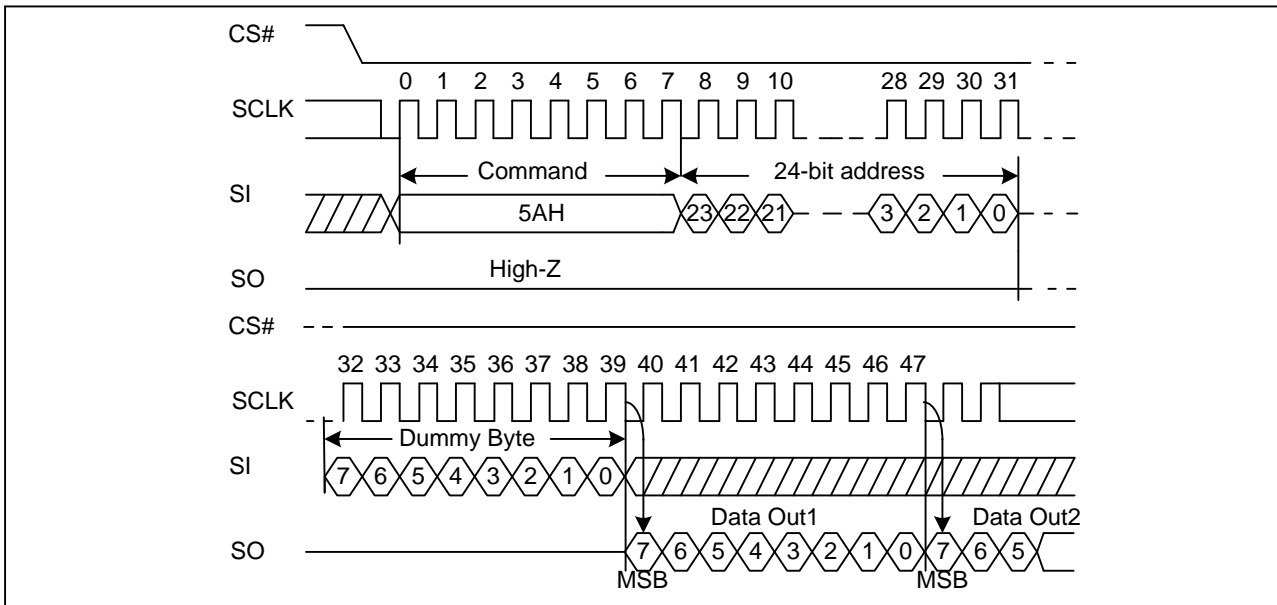 CS#
0 1 2 3 4 5 6 7 8 9 10 28 29 30 31
SCLK
Command 24-bit address
SI
5AH 23 22 21 3 2 1 0
High-Z
SO
CS#
32 33 34 35 36 37 38 39 40 41 42 43 44 45 46 47
SCLK
Dummy Byte
SI
7 6 5 4 3 2 1 0
Data Out1 Data Out2
SO
7 6 5 4 3 2 1 0 7 6 5
MSB MSB